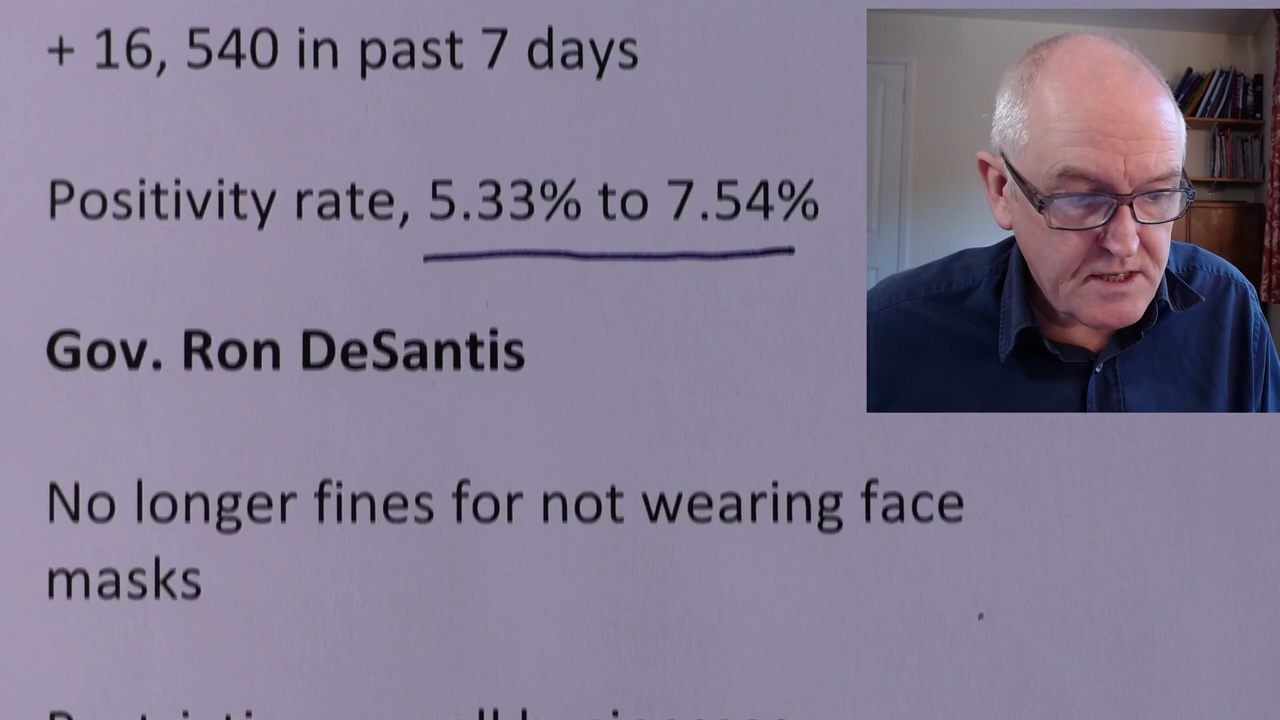 + 16, 540 in past 7 days
Positivity rate, 5.33% to 7.54%
Gov. Ron DeSantis
No longer fines for not wearing face
masks